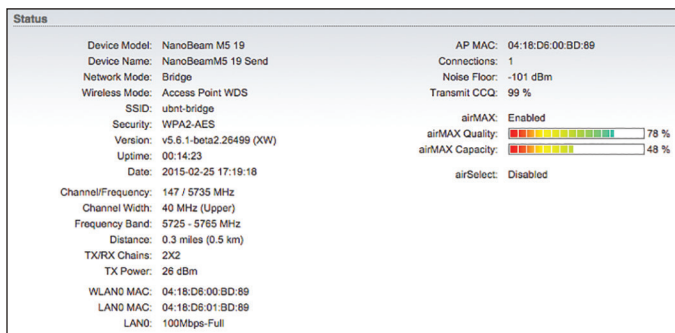 Status
Device Model: NanoBeam M5 19
Device Name: NanoBeamM5 19 Send
Network Mode: Bridge
Wireless Mode: Access Point WDS
SSID: ubnt-bridge
Security: WPA2-AES
Version: v5.6.1-beta2.26499 (XW)
Uptime: 00:14:23
Date: 2015-02-25 17:19:18
Channel/Frequency: 147 / 5735 MHz
Channel Width: 40 MHz (Upper)
Frequency Band: 5725 - 5765 MHz
Distance: 0.3 miles (0.5 km)
TX/RX Chains: 2X2
TX Power: 26 dBm
WLAN0 MAC: 04:18:D6:00:BD:89
LAN0 MAC: 04:18:D6:01:BD:89
LAN0: 100Mbps-Full
AP MAC: 04:18:D6:00:BD:89
Connections: 1
Noise Floor: -101 dBm
Transmit CCQ: 99 %
airMAX: Enabled
airMAX Quality: 78 %
airMAX Capacity: 48 %
airSelect: Disabled